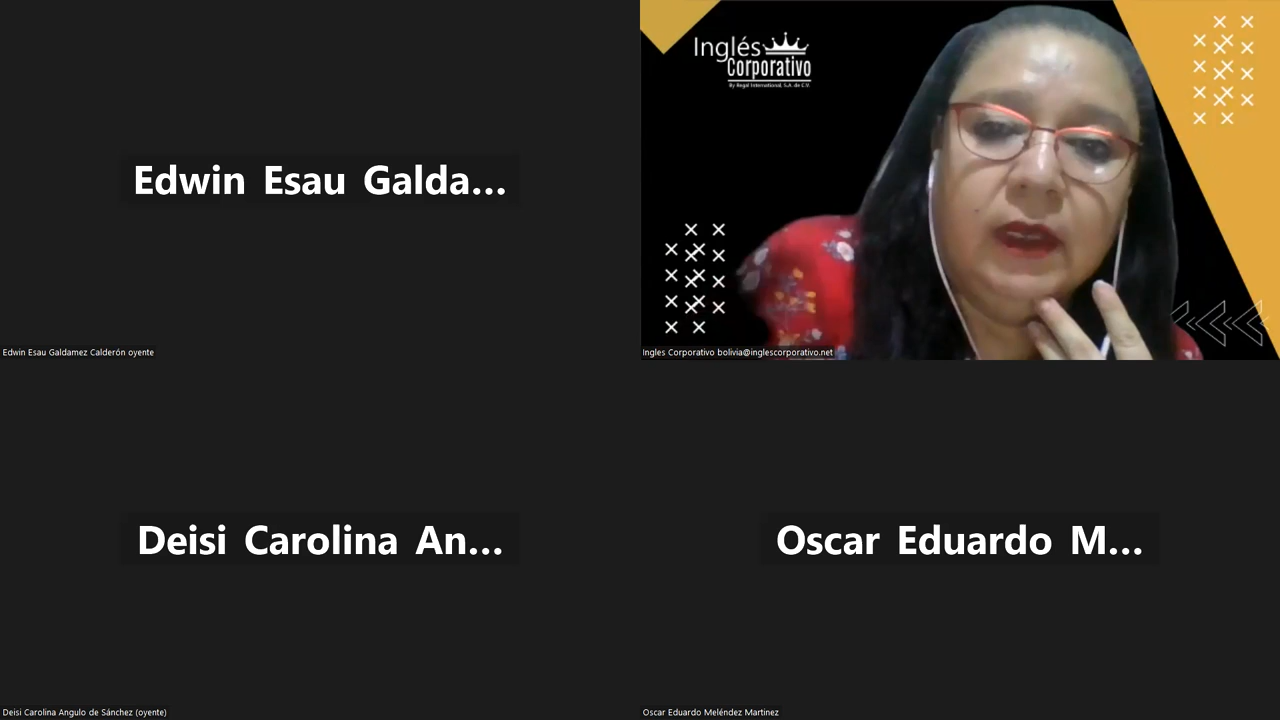 Edwin Esau Galda...
Edwin Esau Galdamez Calderón oyente
Inglés
Corporativo
By Regal International, S.A. de C.V.
Ingles Corporativo bolivia@inglescorporativo.net
Deisi Carolina An...
Deisi Carolina Angulo de Sánchez (oyente)
Oscar Eduardo M...
Oscar Eduardo Meléndez Martinez